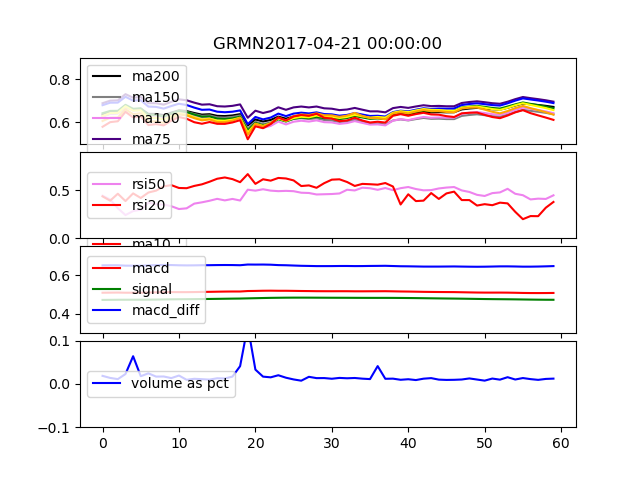 GRMN2017-04-21 00:00:00
0.8
0.6
ma200
ma150
ma100
ma75
0.5
0.0
rsi50
rsi20
ma10
0.6
0.4
macd
signal
macd_diff
0.1
0.0
−0.1
volume as pct
0 10 20 30 40 50 60